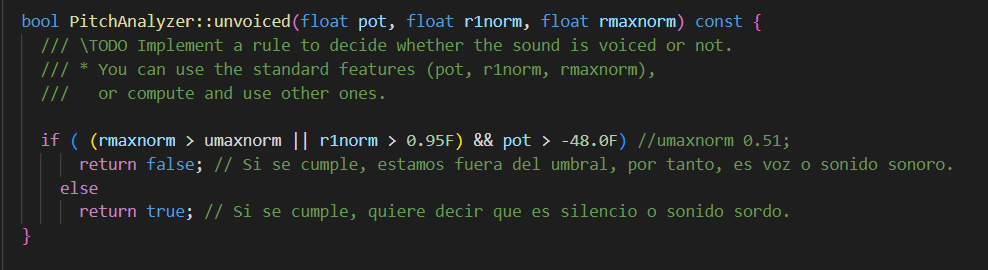 bool PitchAnalyzer::unvoiced(float pot, float r1norm, float rmaxnorm) const {
/// \TODO Implement a rule to decide whether the sound is voiced or not.
/// * You can use the standard features (pot, r1norm, rmaxnorm),
///   or compute and use other ones.
if ( (rmaxnorm > umaxnorm || r1norm > 0.95F) && pot > -48.0F) //umaxnorm 0.51;
return false; // Si se cumple, estamos fuera del umbral, por tanto, es voz o sonido sonoro.
else
return true; // Si se cumple, quiere decir que es silencio o sonido sordo.
}